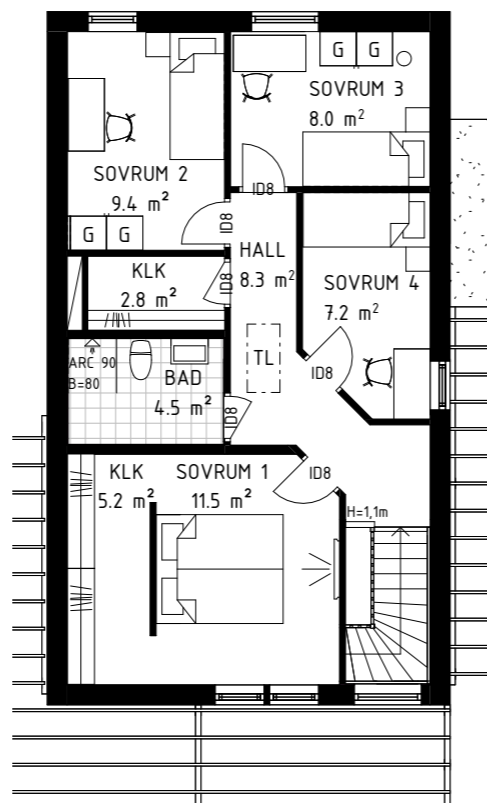 G G
SOVRUM 3
8.0 m²
SOVRUM 2
9.4 m²
ID8
G G
ID8
HALL
8.3 m²
KLK
2.8 m²
ID8
SOVRUM 4
7.2 m²
TL
ARC 90
B=80
BAD
4.5 m²
ID8
ID8
KLK
5.2 m²
SOVRUM 1
11.5 m²
ID8
H=1,1m